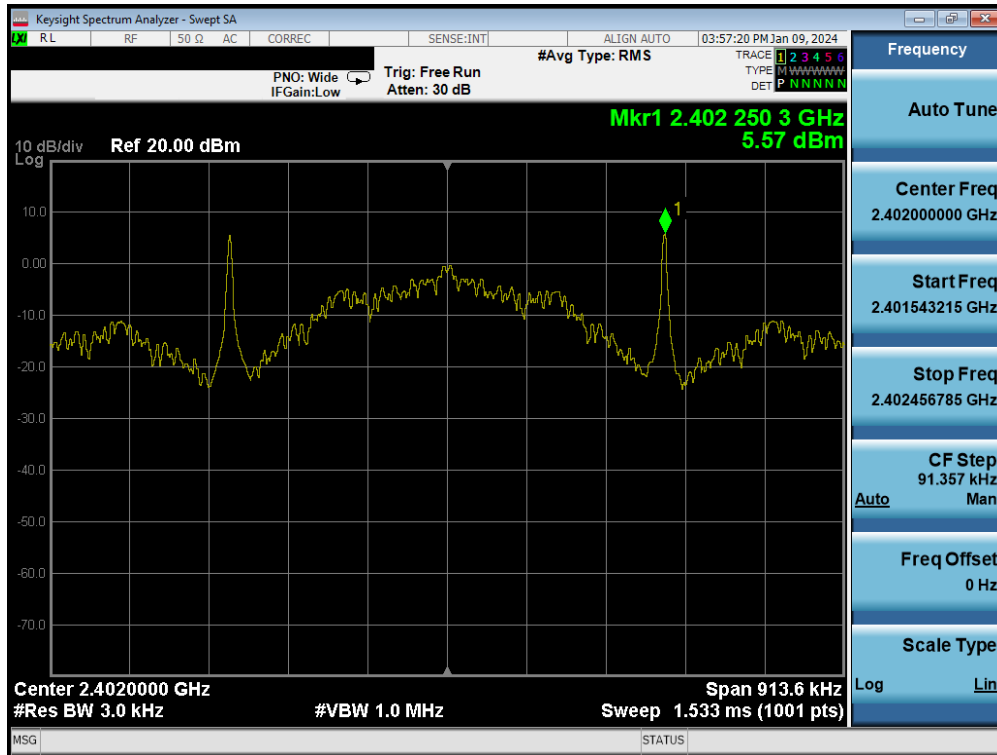 Keysight Spectrum Analyzer - Swept SA
LXI RL RF 50 Ω AC CORREC SENSE:INT ALIGN AUTO 03:57:20 PM Jan 09, 2024
#Avg Type: RMS TRACE 1 2 3 4 5 6
PNO: Wide Trig: Free Run TYPE M WWWWW
IFGain:Low Atten: 30 dB DET P N N N N N
Mkr1 2.402 250 3 GHz
5.57 dBm
10 dB/div Ref 20.00 dBm
Log
1
10.0
0.00
-10.0
-20.0
-30.0
-40.0
-50.0
-60.0
-70.0
Center 2.4020000 GHz Span 913.6 kHz
#Res BW 3.0 kHz #VBW 1.0 MHz Sweep 1.533 ms (1001 pts)
MSG STATUS
Frequency
Auto Tune
Center Freq
2.402000000 GHz
Start Freq
2.401543215 GHz
Stop Freq
2.402456785 GHz
CF Step
91.357 kHz
Auto Man
Freq Offset
0 Hz
Scale Type
Log Lin